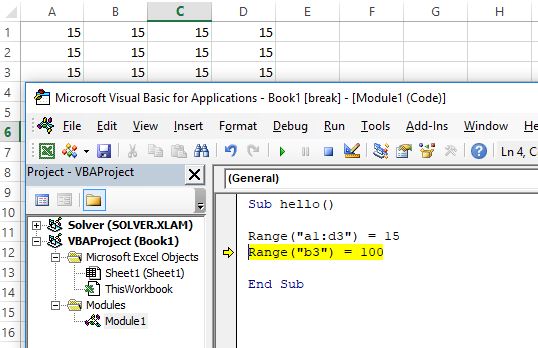 A B C D E F G H I
1 15 15 15 15
2 15 15 15 15
3 15 15 15 15
4
5
6
7
8
9
10
11
12
13
14
15
16
Microsoft Visual Basic for Applications - Book1 [break] - [Module1 (Code)]
File Edit View Insert Format Debug Run Tools Add-Ins Window
Ln 4,
Project - VBAProject
(General)
Solver (SOLVER.XLAM)
VBAProject (Book1)
Microsoft Excel Objects
Sheet1 (Sheet1)
ThisWorkbook
Modules
Module1
Sub hello()
Range("a1:d3") = 15
Range("b3") = 100
End Sub